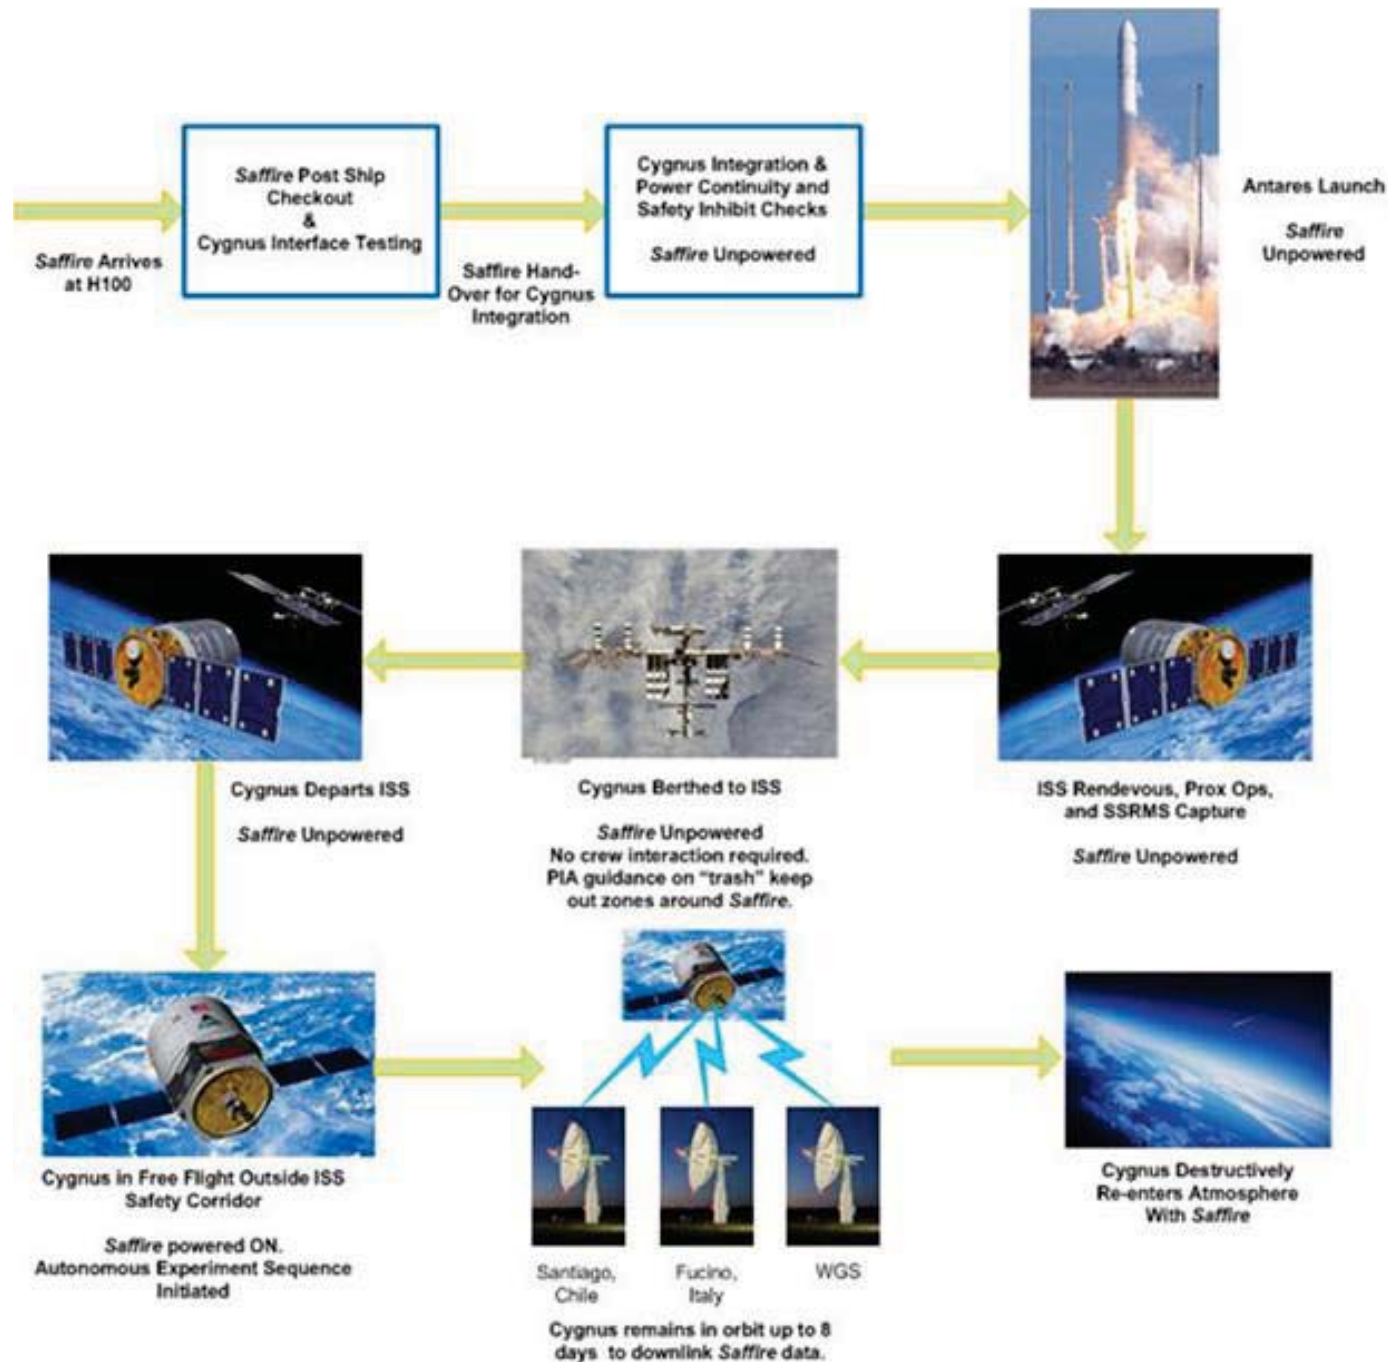 Saffire Arrives
at H100
Saffire Post Ship
Checkout
&
Cygnus Interface Testing
Saffire Hand-
Over for Cygnus
Integration
Cygnus Integration &
Power Continuity and
Safety Inhibit Checks
Saffire Unpowered
Antares Launch
Saffire
Unpowered
ISS Rendevous, Prox Ops,
and SSRMS Capture
Saffire Unpowered
Cygnus Berthed to ISS
Saffire Unpowered
No crew interaction required.
PIA guidance on “trash” keep
out zones around Saffire.
Cygnus Departs ISS
Saffire Unpowered
Cygnus in Free Flight Outside ISS
Safety Corridor
Saffire powered ON.
Autonomous Experiment Sequence
Initiated
Santiago,
Chile
Fucino,
Italy
WGS
Cygnus remains in orbit up to 8
days to downlink Saffire data.
Cygnus Destructively
Re-enters Atmosphere
With Saffire